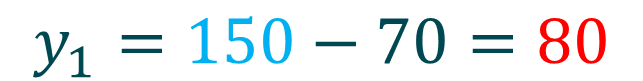 y₁ = 150 − 70 = 80